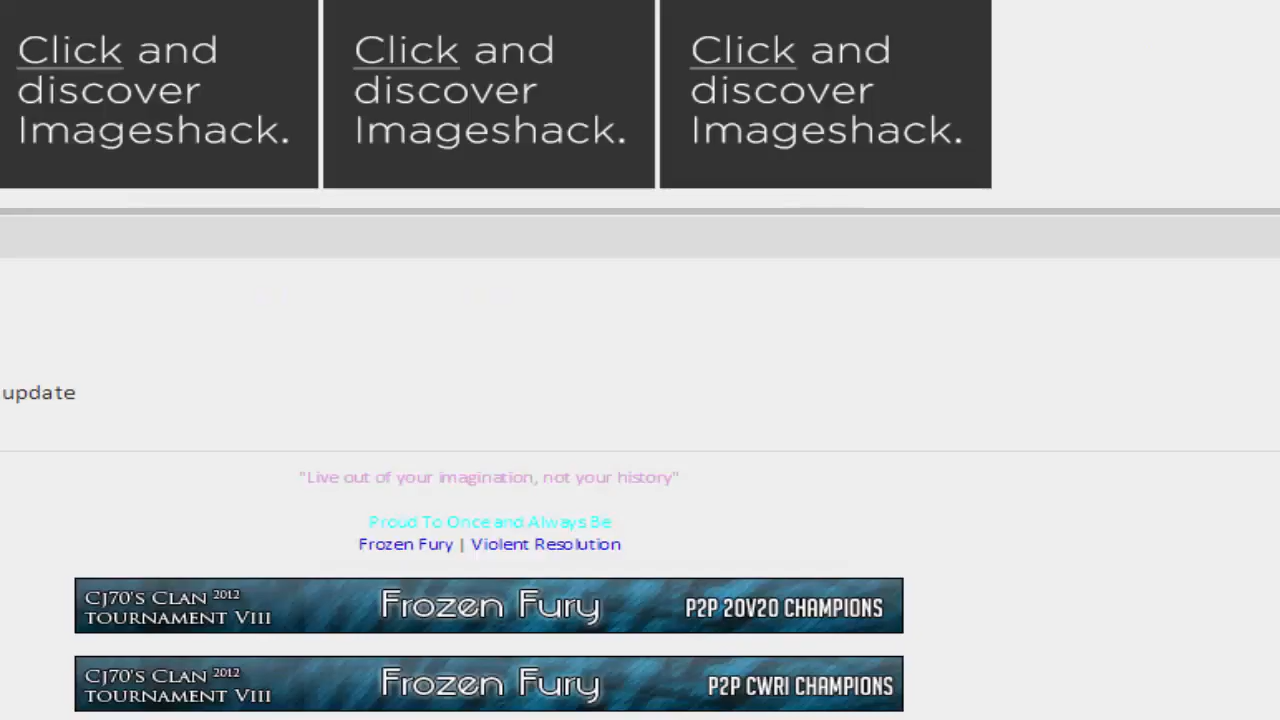 Click and
discover
Imageshack.
Click and
discover
Imageshack.
Click and
discover
Imageshack.
update
"Live out of your imagination, not your history"
Proud To Once and Always Be
Frozen Fury | Violent Resolution
CJ70'S CLAN 2012
TOURNAMENT VIII
Frozen Fury
P2P 20V20 CHAMPIONS
CJ70'S CLAN 2012
TOURNAMENT VIII
Frozen Fury
P2P CWRI CHAMPIONS